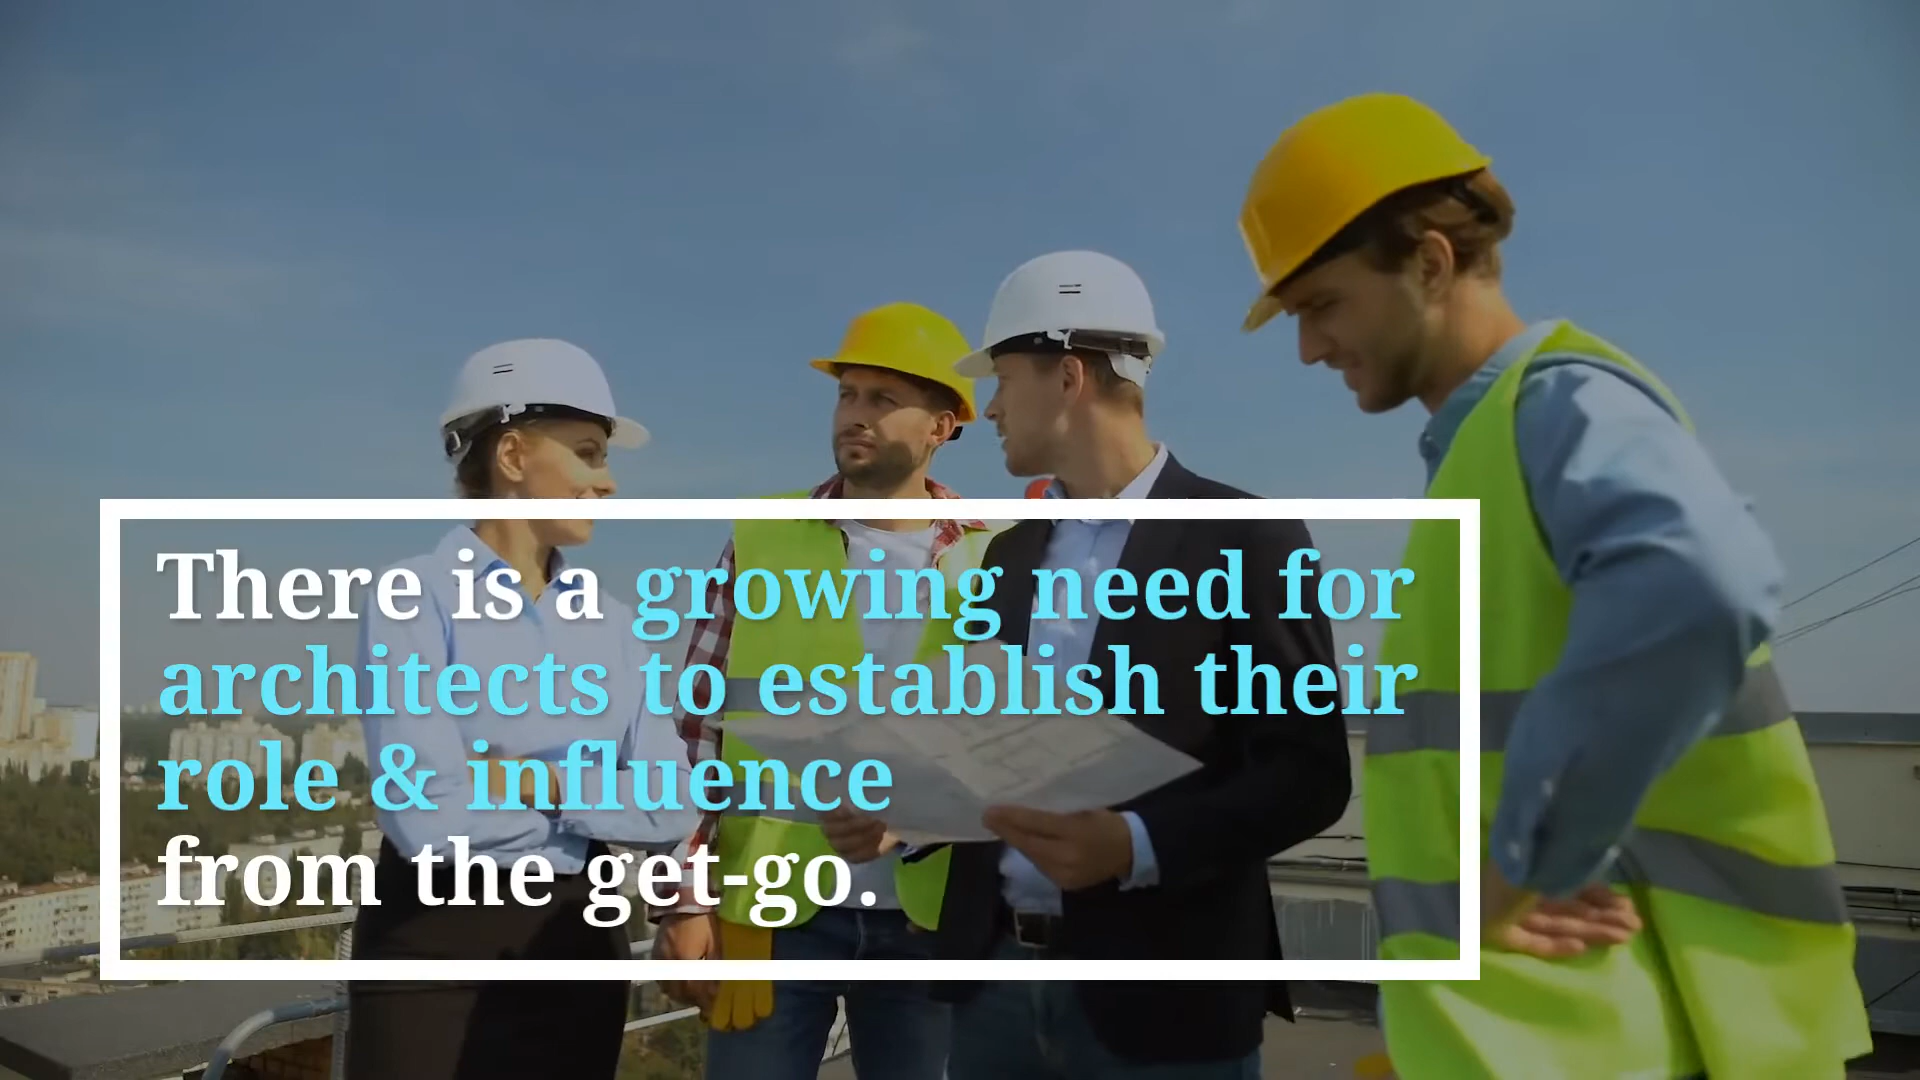 There is a growing need for
architects to establish their
role & influence
from the get-go.